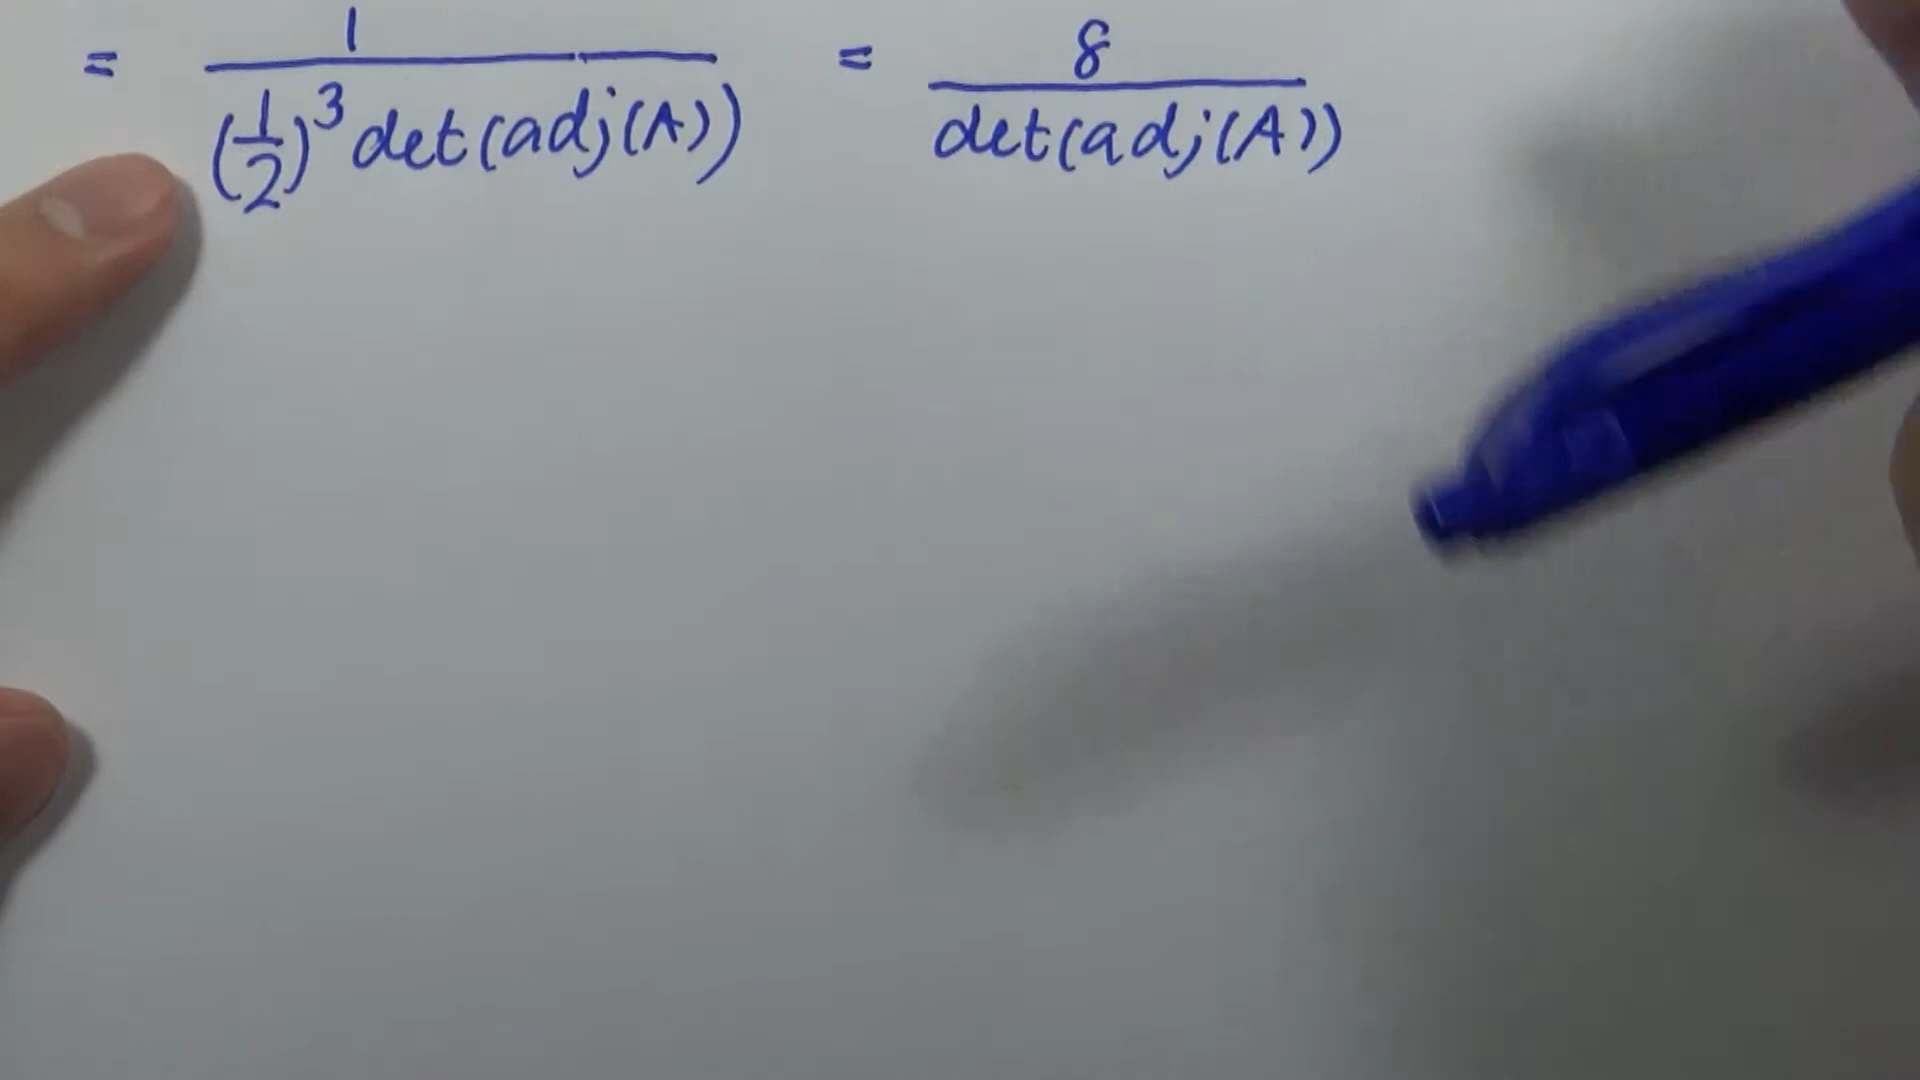 = 1 / (1/2)^3 det(adj(A)) = 8 / det(adj(A))